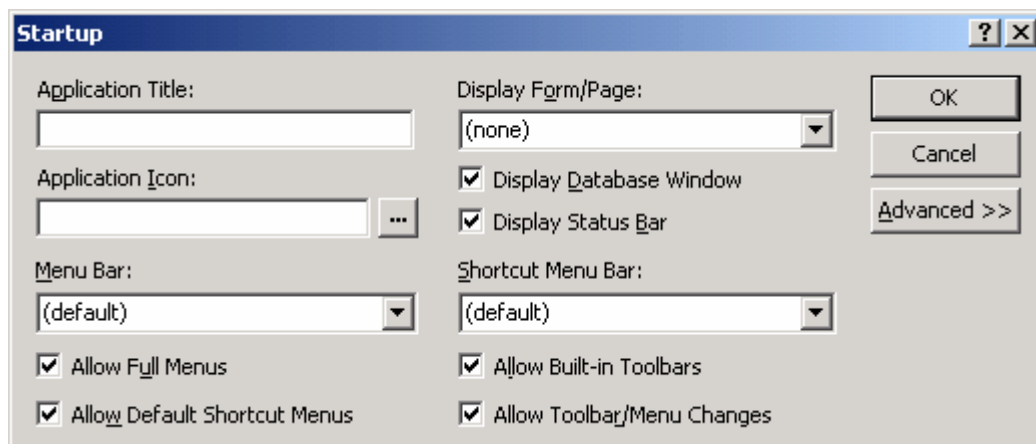 Startup
Application Title:
Display Form/Page:
OK
(none)
Cancel
Application Icon:
Display Database Window
...
Display Status Bar
Advanced >>
Menu Bar:
Shortcut Menu Bar:
(default)
(default)
Allow Full Menus
Allow Built-in Toolbars
Allow Default Shortcut Menus
Allow Toolbar/Menu Changes